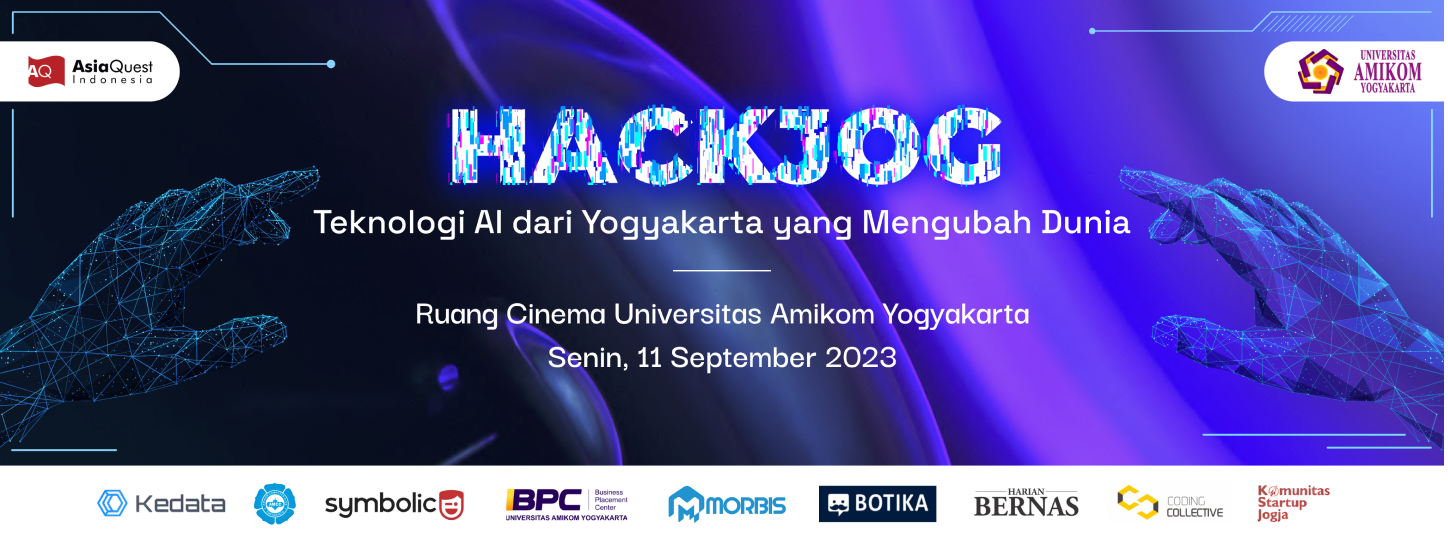 AQ AsiaQuest
Indonesia
UNIVERSITAS
AMIKOM
YOGYAKARTA
HACKJOG
Teknologi AI dari Yogyakarta yang Mengubah Dunia
Ruang Cinema Universitas Amikom Yogyakarta
Senin, 11 September 2023
Kedata
symbolic
BPC
Business
Placement
Center
UNIVERSITAS AMIKOM YOGYAKARTA
MORBIS
BOTIKA
HARIAN
BERNAS
CODING
COLLECTIVE
Komunitas
Startup
Jogja